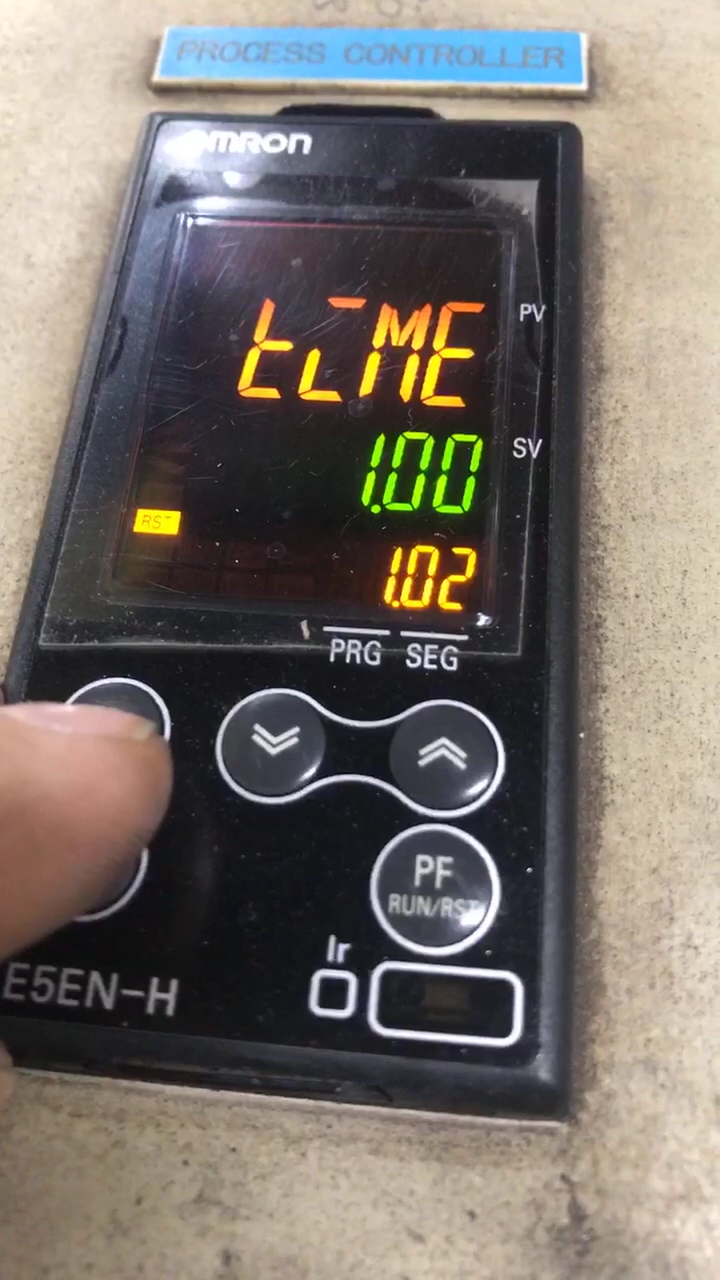 PROCESS CONTROLLER
OMRON
tiME
PV
1.00
SV
RST
1.02
PRG SEG
PF
RUN/RST
Ir
E5EN-H